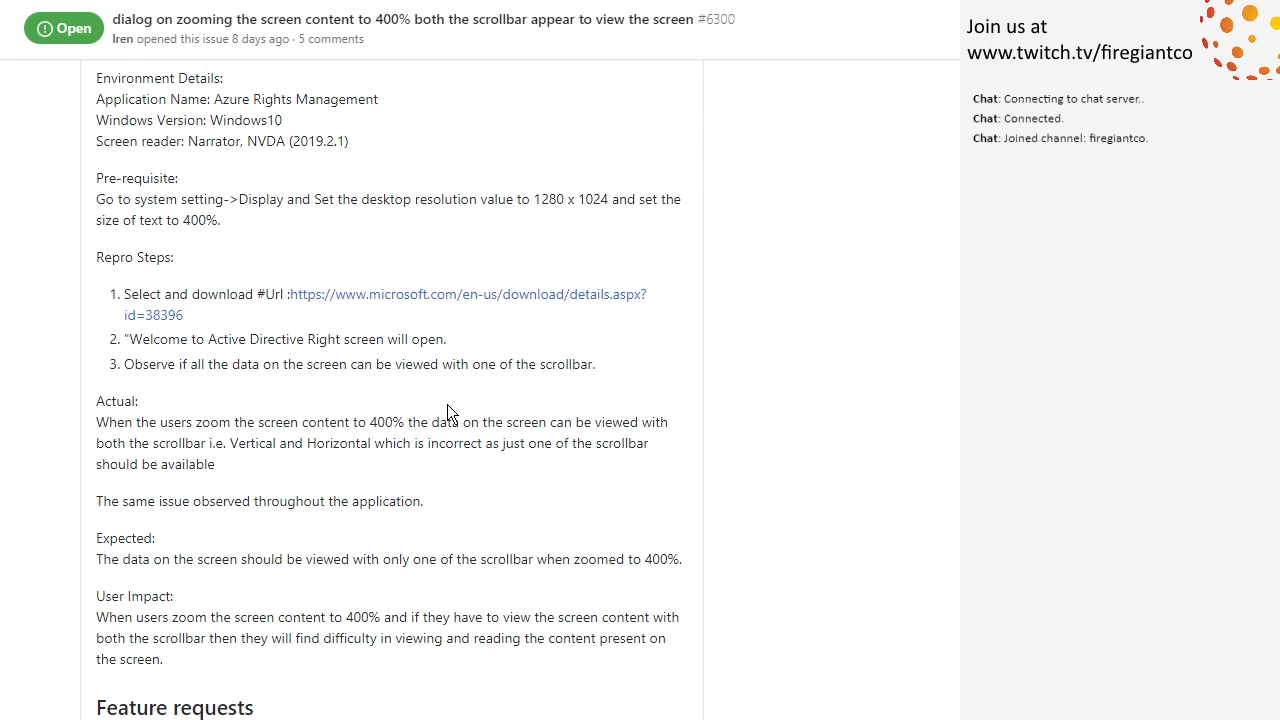 Open
dialog on zooming the screen content to 400% both the scrollbar appear to view the screen #6300
lren opened this issue 8 days ago · 5 comments
Environment Details:
Application Name: Azure Rights Management
Windows Version: Windows10
Screen reader: Narrator, NVDA (2019.2.1)
Pre-requisite:
Go to system setting->Display and Set the desktop resolution value to 1280 x 1024 and set the
size of text to 400%.
Repro Steps:
1. Select and download #Url :https://www.microsoft.com/en-us/download/details.aspx?
id=38396
2. "Welcome to Active Directive Right screen will open.
3. Observe if all the data on the screen can be viewed with one of the scrollbar.
Actual:
When the users zoom the screen content to 400% the data on the screen can be viewed with
both the scrollbar i.e. Vertical and Horizontal which is incorrect as just one of the scrollbar
should be available
The same issue observed throughout the application.
Expected:
The data on the screen should be viewed with only one of the scrollbar when zoomed to 400%.
User Impact:
When users zoom the screen content to 400% and if they have to view the screen content with
both the scrollbar then they will find difficulty in viewing and reading the content present on
the screen.
Feature requests
Join us at
www.twitch.tv/firegiantco
Chat: Connecting to chat server..
Chat: Connected.
Chat: Joined channel: firegiantco.